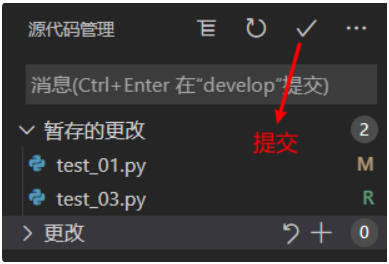 源代码管理
消息(Ctrl+Enter 在“develop”提交)
提交
暂存的更改 2
test_01.py M
test_03.py R
更改 0